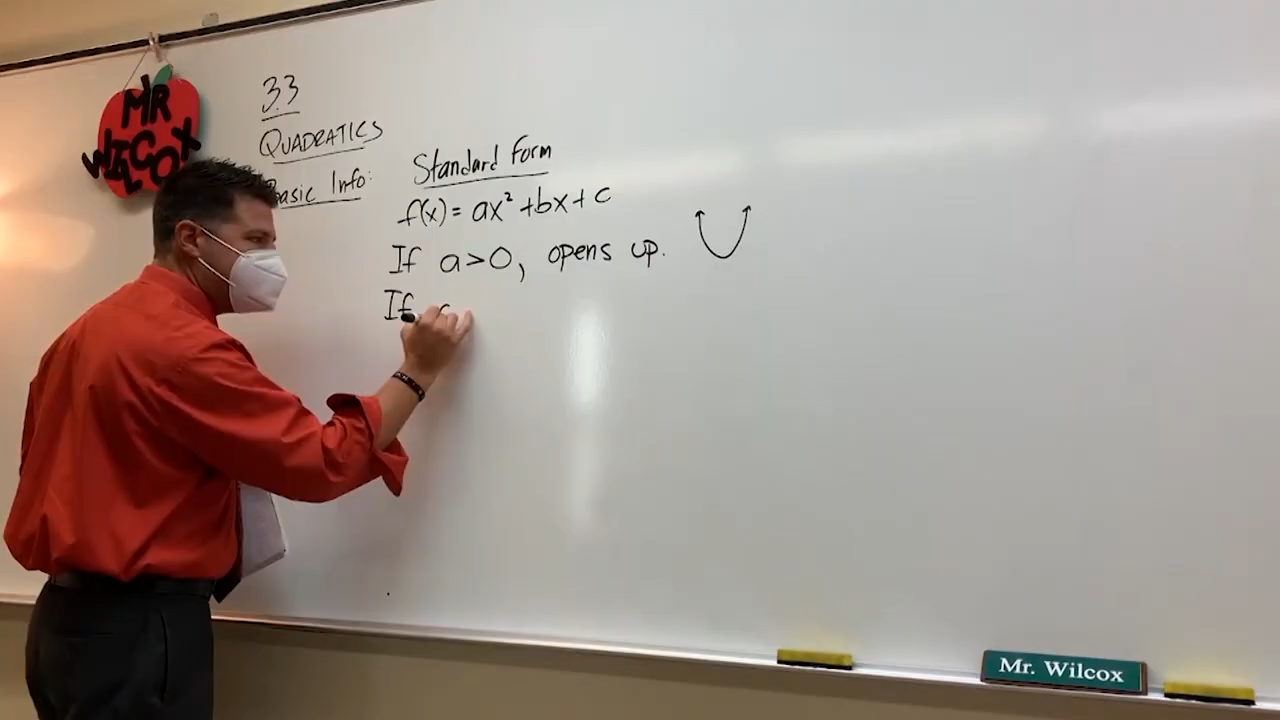 MR
WILCOX
3.3
QUADRATICS
Basic Info:
Standard Form
f(x) = ax² + bx + c
If a > 0, opens up.
If
Mr. Wilcox